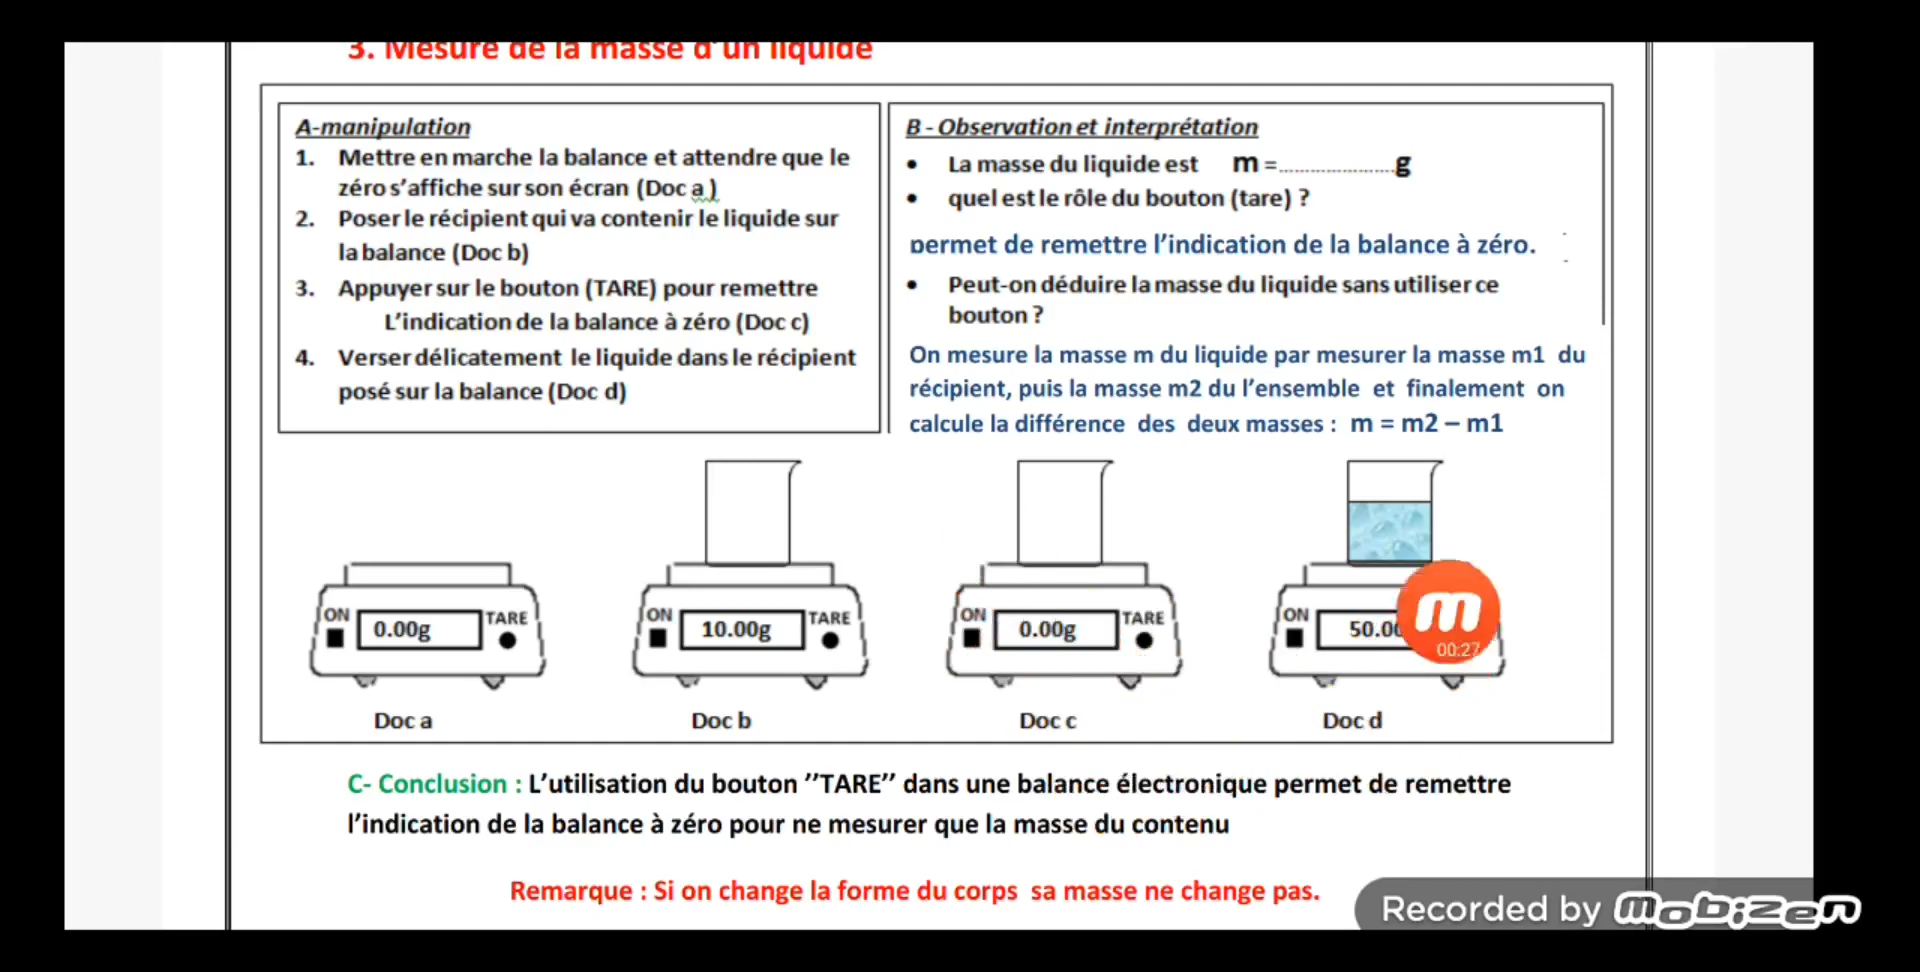 3. Mesure de la masse d'un liquide
A-manipulation
1. Mettre en marche la balance et attendre que le
zéro s'affiche sur son écran (Doc a )
2. Poser le récipient qui va contenir le liquide sur
la balance (Doc b)
3. Appuyer sur le bouton (TARE) pour remettre
L'indication de la balance à zéro (Doc c)
4. Verser délicatement le liquide dans le récipient
posé sur la balance (Doc d)
B - Observation et interprétation
• La masse du liquide est m =.....................g
• quel est le rôle du bouton (tare) ?
permet de remettre l'indication de la balance à zéro.
• Peut-on déduire la masse du liquide sans utiliser ce
bouton ?
On mesure la masse m du liquide par mesurer la masse m1 du
récipient, puis la masse m2 du l'ensemble et finalement on
calcule la différence des deux masses : m = m2 – m1
ON 0.00g TARE
ON 10.00g TARE
ON 0.00g TARE
ON 50.00
00:27
Doc a Doc b Doc c Doc d
C- Conclusion : L'utilisation du bouton ''TARE'' dans une balance électronique permet de remettre
l'indication de la balance à zéro pour ne mesurer que la masse du contenu
Remarque : Si on change la forme du corps sa masse ne change pas.
Recorded by Mobizen